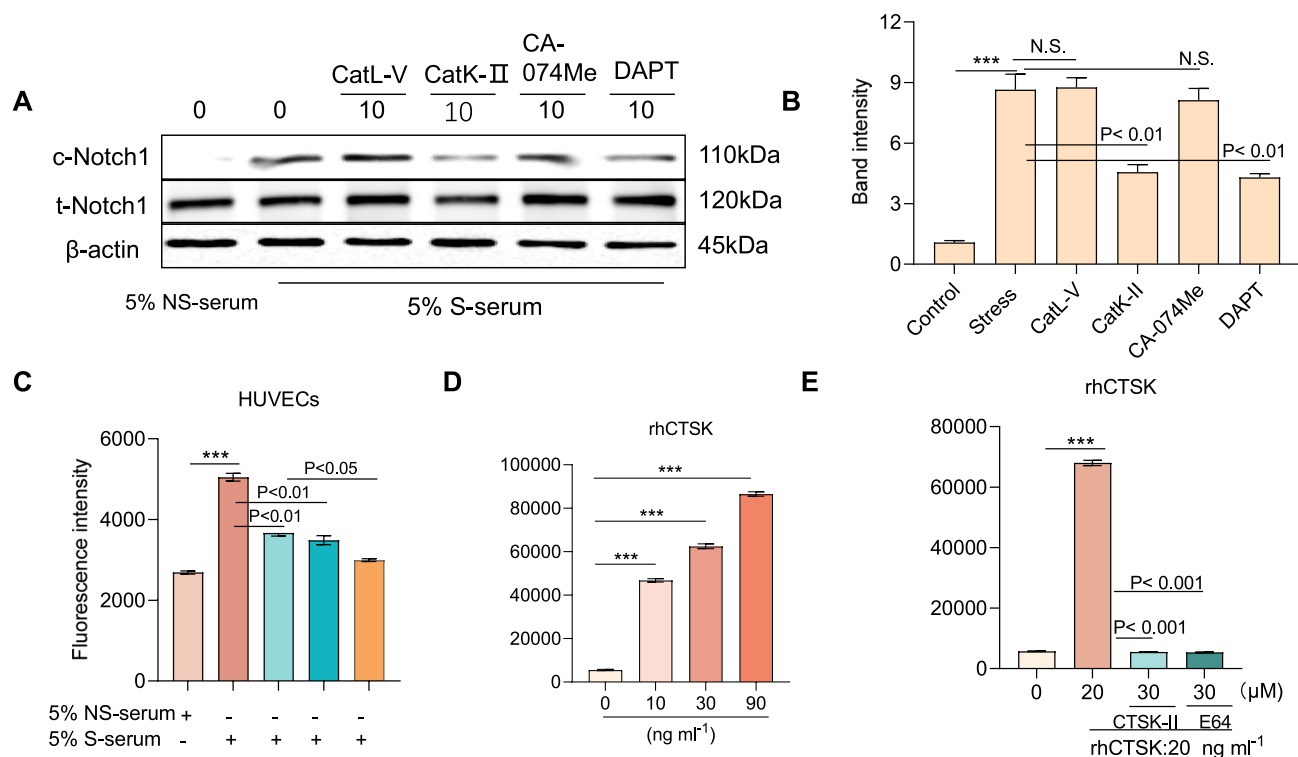 A
CatL-V
CatK-II
CA-
074Me
DAPT
0
0
10
10
10
10
c-Notch1
110kDa
t-Notch1
120kDa
β-actin
45kDa
5% NS-serum
5% S-serum
B
Band intensity
12
9
6
3
0
***
N.S.
N.S.
P< 0.01
P< 0.01
Control
Stress
CatL-V
CatK-II
CA-074Me
DAPT
C
HUVECs
Fluorescence intensity
6000
4000
2000
0
***
P<0.05
P<0.01
P<0.01
5% NS-serum + - - - -
5% S-serum - + + + +
D
rhCTSK
100000
80000
60000
40000
20000
0
***
***
***
0 10 30 90
(ng ml⁻¹)
E
rhCTSK
80000
60000
40000
20000
0
***
P< 0.001
P< 0.001
0 20 30 30 (μM)
CTSK-II E64
rhCTSK:20 ng ml⁻¹